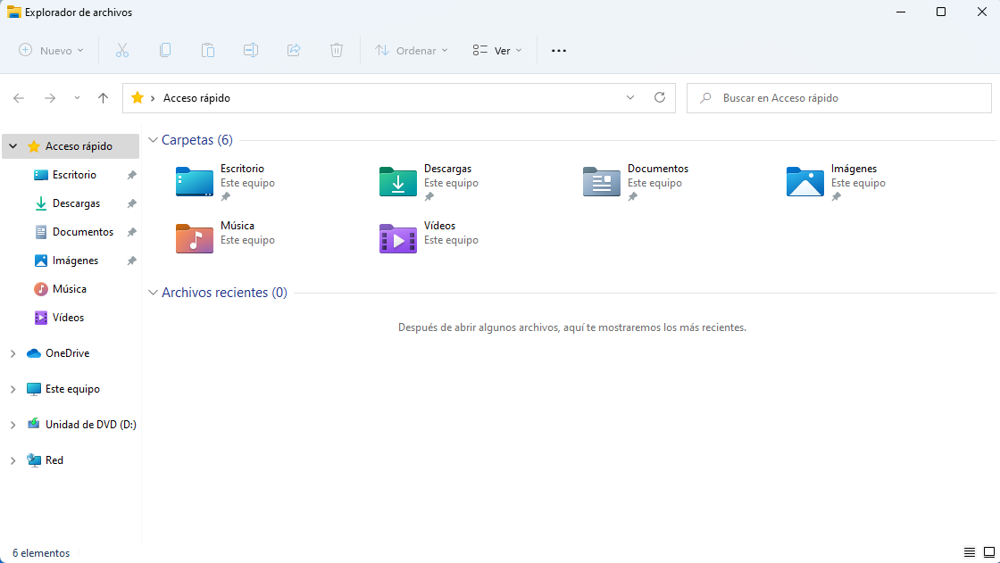 Explorador de archivos
Nuevo
Ordenar
Ver
Acceso rápido
Buscar en Acceso rápido
Acceso rápido
Escritorio
Descargas
Documentos
Imágenes
Música
Vídeos
OneDrive
Este equipo
Unidad de DVD (D:)
Red
Carpetas (6)
Escritorio
Este equipo
Descargas
Este equipo
Documentos
Este equipo
Imágenes
Este equipo
Música
Este equipo
Vídeos
Este equipo
Archivos recientes (0)
Después de abrir algunos archivos, aquí te mostraremos los más recientes.
6 elementos